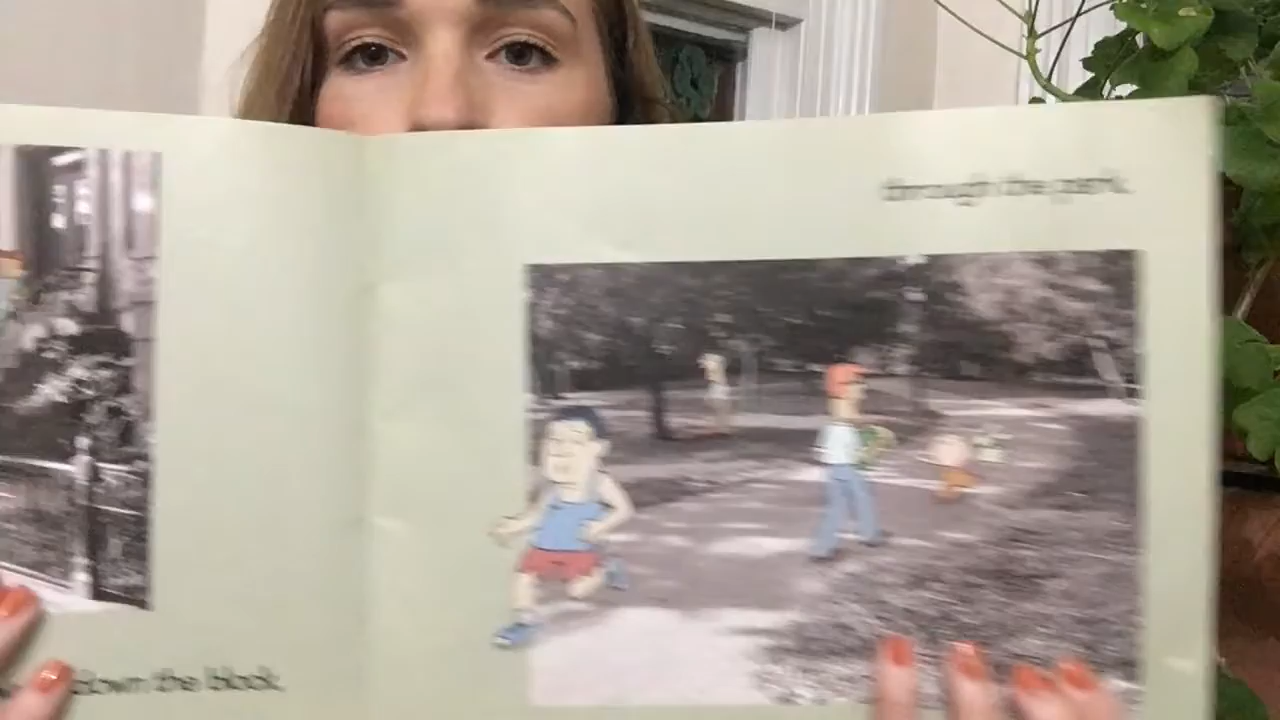 down the block.
through the park.